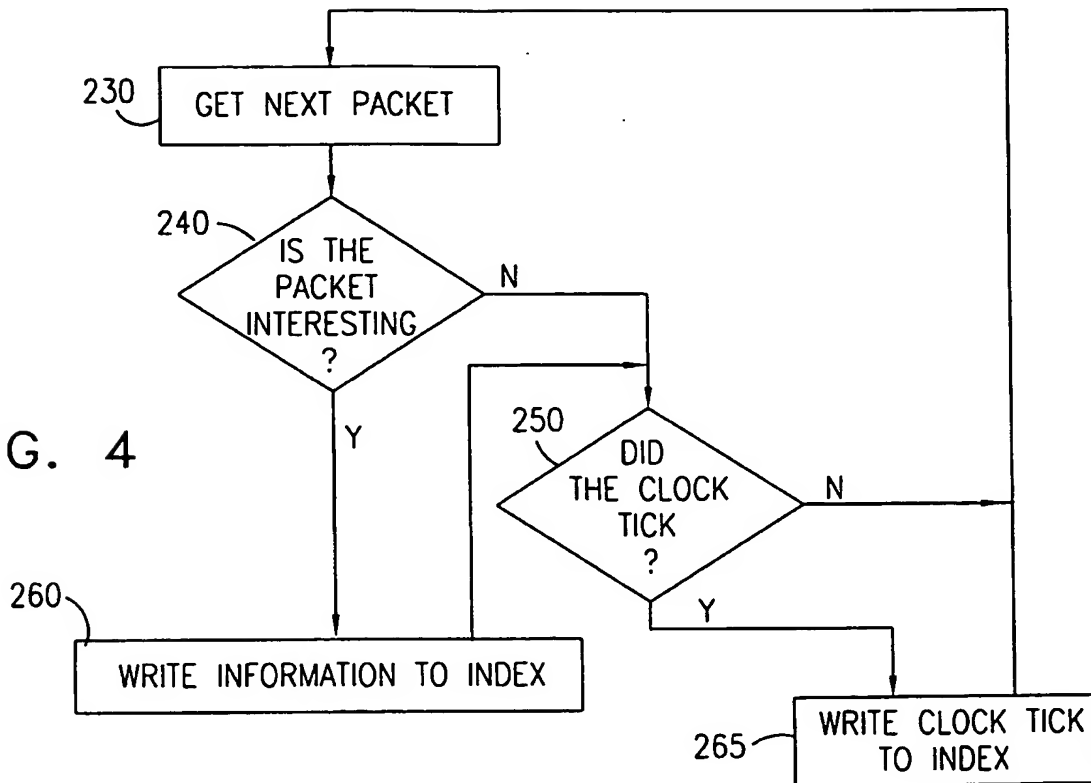 230
GET NEXT PACKET
240
IS THE
PACKET
INTERESTING
?
N
Y
G. 4
250
DID
THE CLOCK
TICK
?
N
Y
260
WRITE INFORMATION TO INDEX
265
WRITE CLOCK TICK
TO INDEX